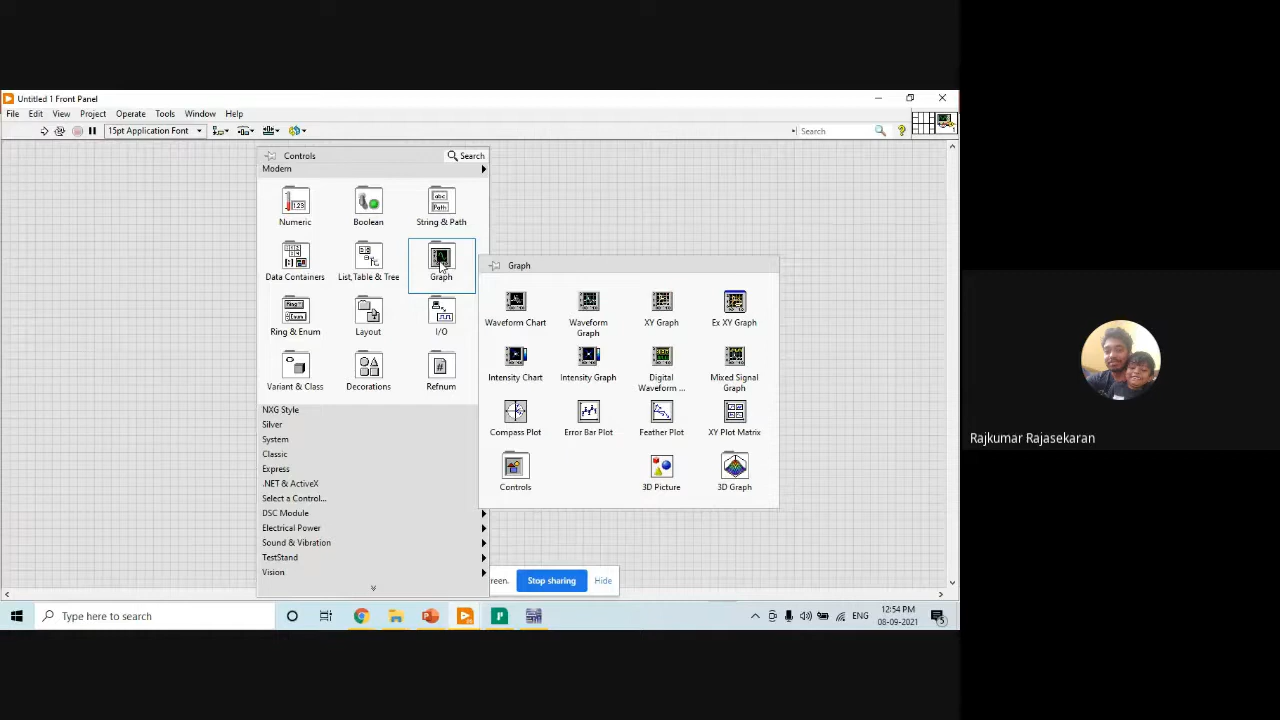 Untitled 1 Front Panel
File Edit View Project Operate Tools Window Help
15pt Application Font
Search
Controls
Search
Modern
Numeric
Boolean
String & Path
Data Containers
List, Table & Tree
Graph
Ring & Enum
Layout
I/O
Variant & Class
Decorations
Refnum
NXG Style
Silver
System
Classic
Express
.NET & ActiveX
Select a Control...
DSC Module
Electrical Power
Sound & Vibration
TestStand
Vision
Graph
Waveform Chart
Waveform
Graph
XY Graph
Ex XY Graph
Intensity Chart
Intensity Graph
Digital
Waveform ...
Mixed Signal
Graph
Compass Plot
Error Bar Plot
Feather Plot
XY Plot Matrix
Controls
3D Picture
3D Graph
reen.
Stop sharing
Hide
Rajkumar Rajasekaran
Type here to search
ENG
12:54 PM
08-09-2021